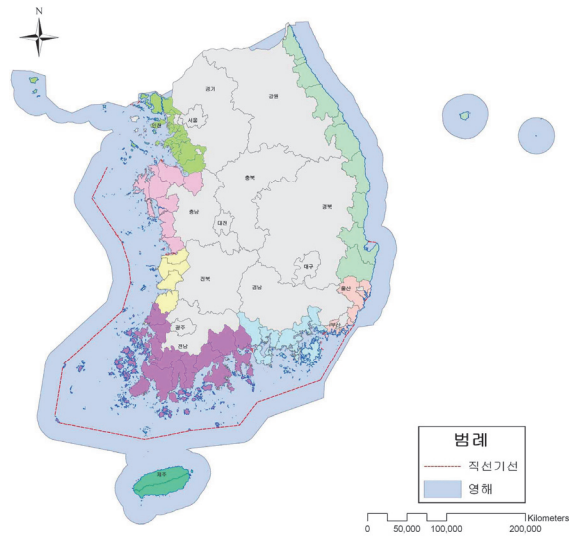 N
경기
강원
서울
인천
충북
충남
경북
대전
전북
대구
경남
울산
부산
광주
전남
제주
범례
직선기선
영해
Kilometers
0 50,000 100,000 200,000